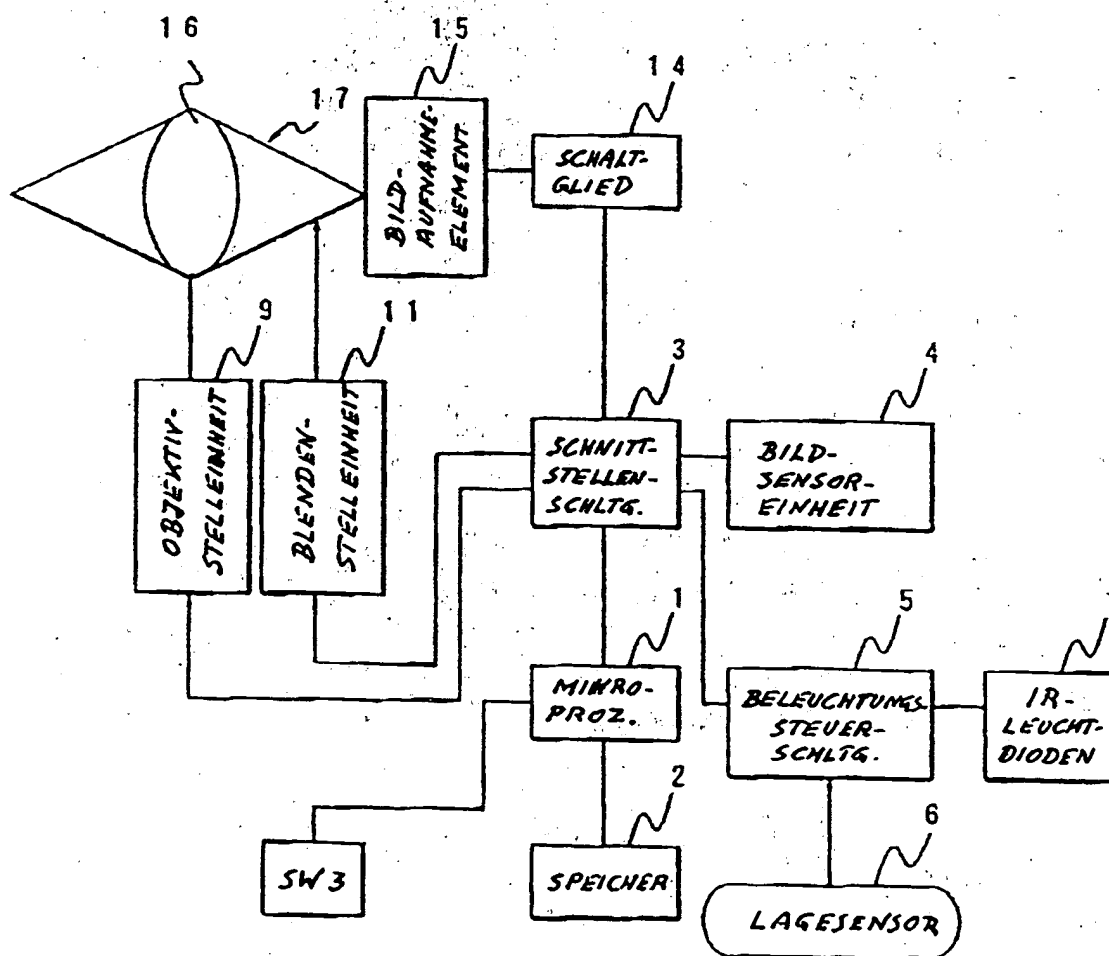 16
17
15
14
BILD-
AUFNAHME-
ELEMENT
SCHALT-
GLIED
9
11
3
4
OBJEKTIV-
STELLEINHEIT
BLENDEN-
STELLEINHEIT
SCHNITT-
STELLEN-
SCHLTG.
BILD-
SENSOR-
EINHEIT
1
5
MIKRO-
PROZ.
BELEUCHTUNGS
STEUER-
SCHLTG.
IR-
LEUCHT-
DIODEN
2
6
SW3
SPEICHER
LAGESENSOR